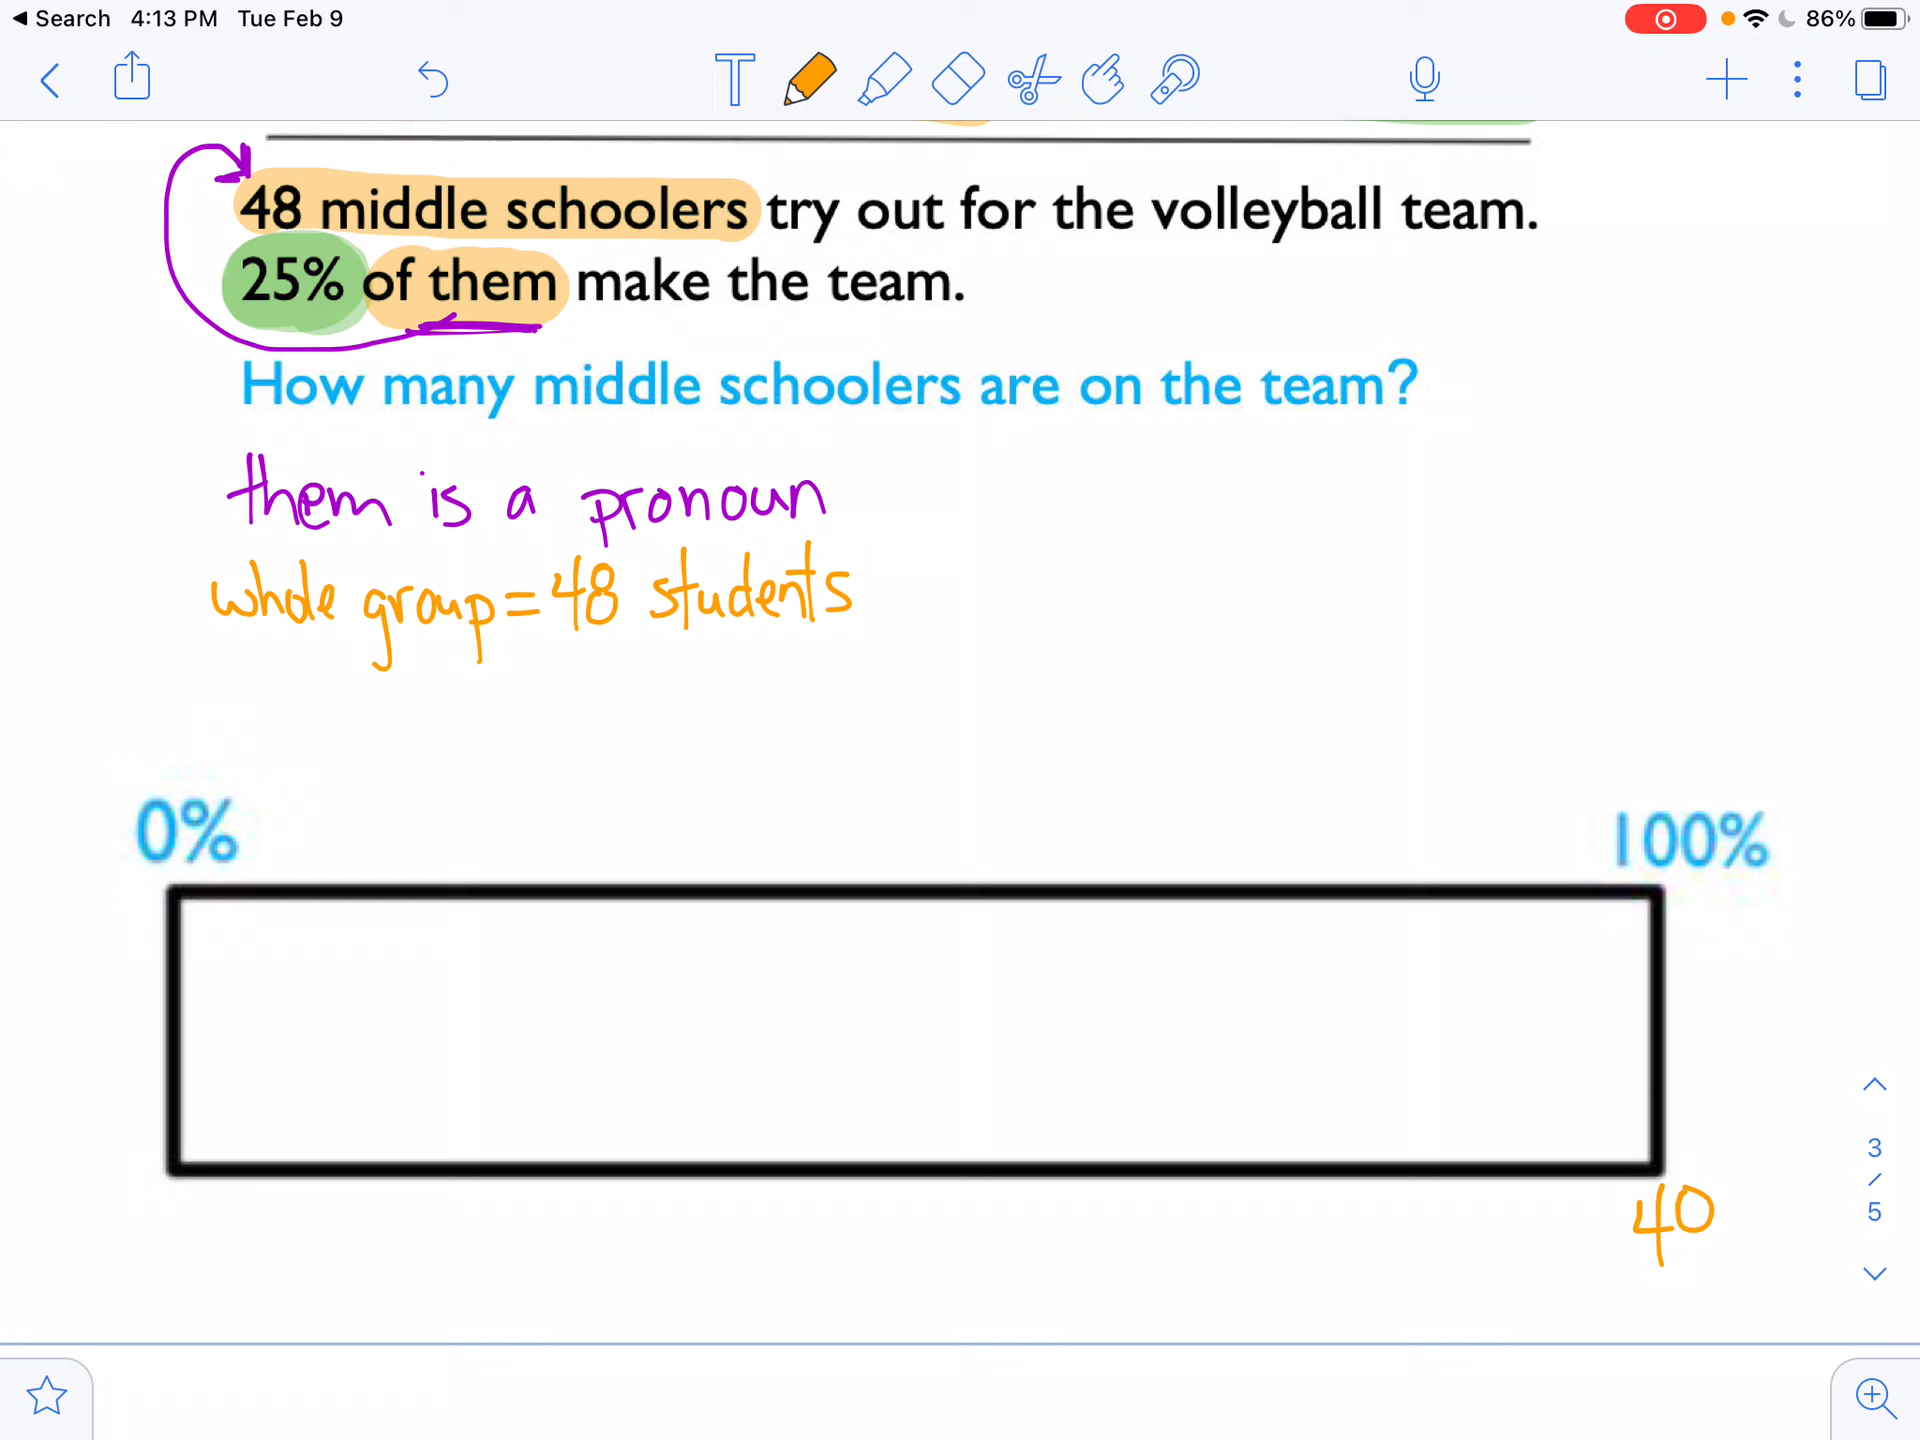 Search 4:13 PM Tue Feb 9 86%
T
48 middle schoolers try out for the volleyball team.
25% of them make the team.
How many middle schoolers are on the team?
them is a pronoun
whole group = 48 students
0% 100%
40
3
/
5